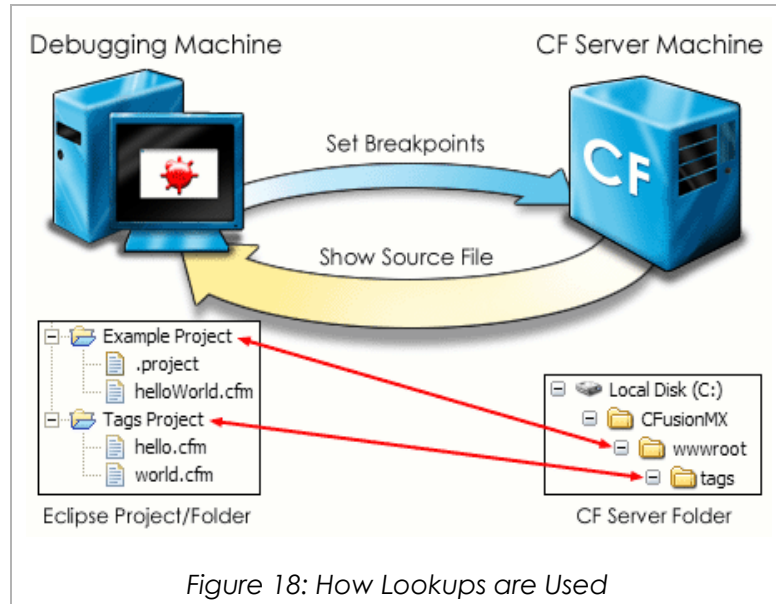 Debugging Machine
CF Server Machine
Set Breakpoints
CF
Show Source File
Example Project
.project
helloWorld.cfm
Tags Project
hello.cfm
world.cfm
Eclipse Project/Folder
Local Disk (C:)
CFusionMX
wwwroot
tags
CF Server Folder
Figure 18: How Lookups are Used